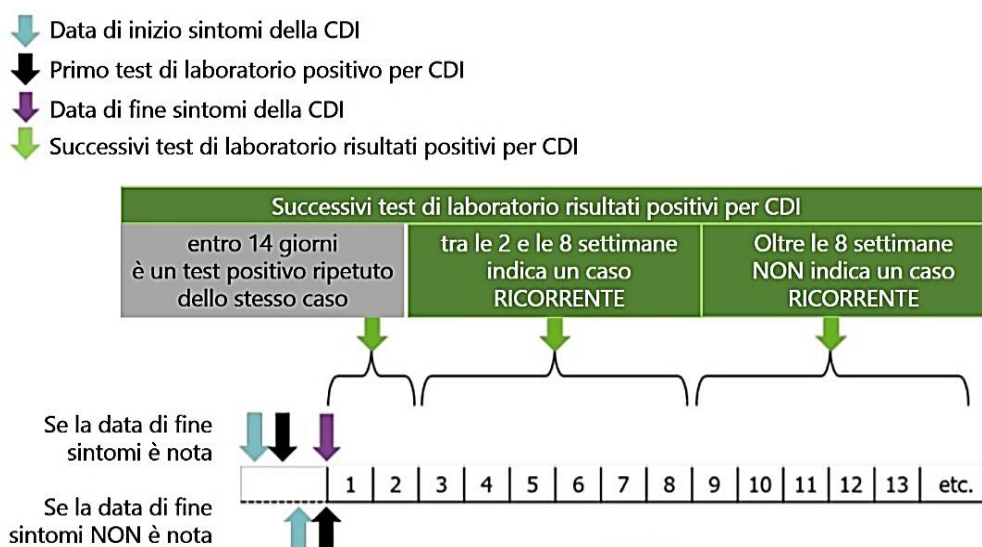 Data di inizio sintomi della CDI
Primo test di laboratorio positivo per CDI
Data di fine sintomi della CDI
Successivi test di laboratorio risultati positivi per CDI
Successivi test di laboratorio risultati positivi per CDI
entro 14 giorni
è un test positivo ripetuto
dello stesso caso
tra le 2 e le 8 settimane
indica un caso
RICORRENTE
Oltre le 8 settimane
NON indica un caso
RICORRENTE
Se la data di fine
sintomi è nota
1 2 3 4 5 6 7 8 9 10 11 12 13 etc.
Se la data di fine
sintomi NON è nota